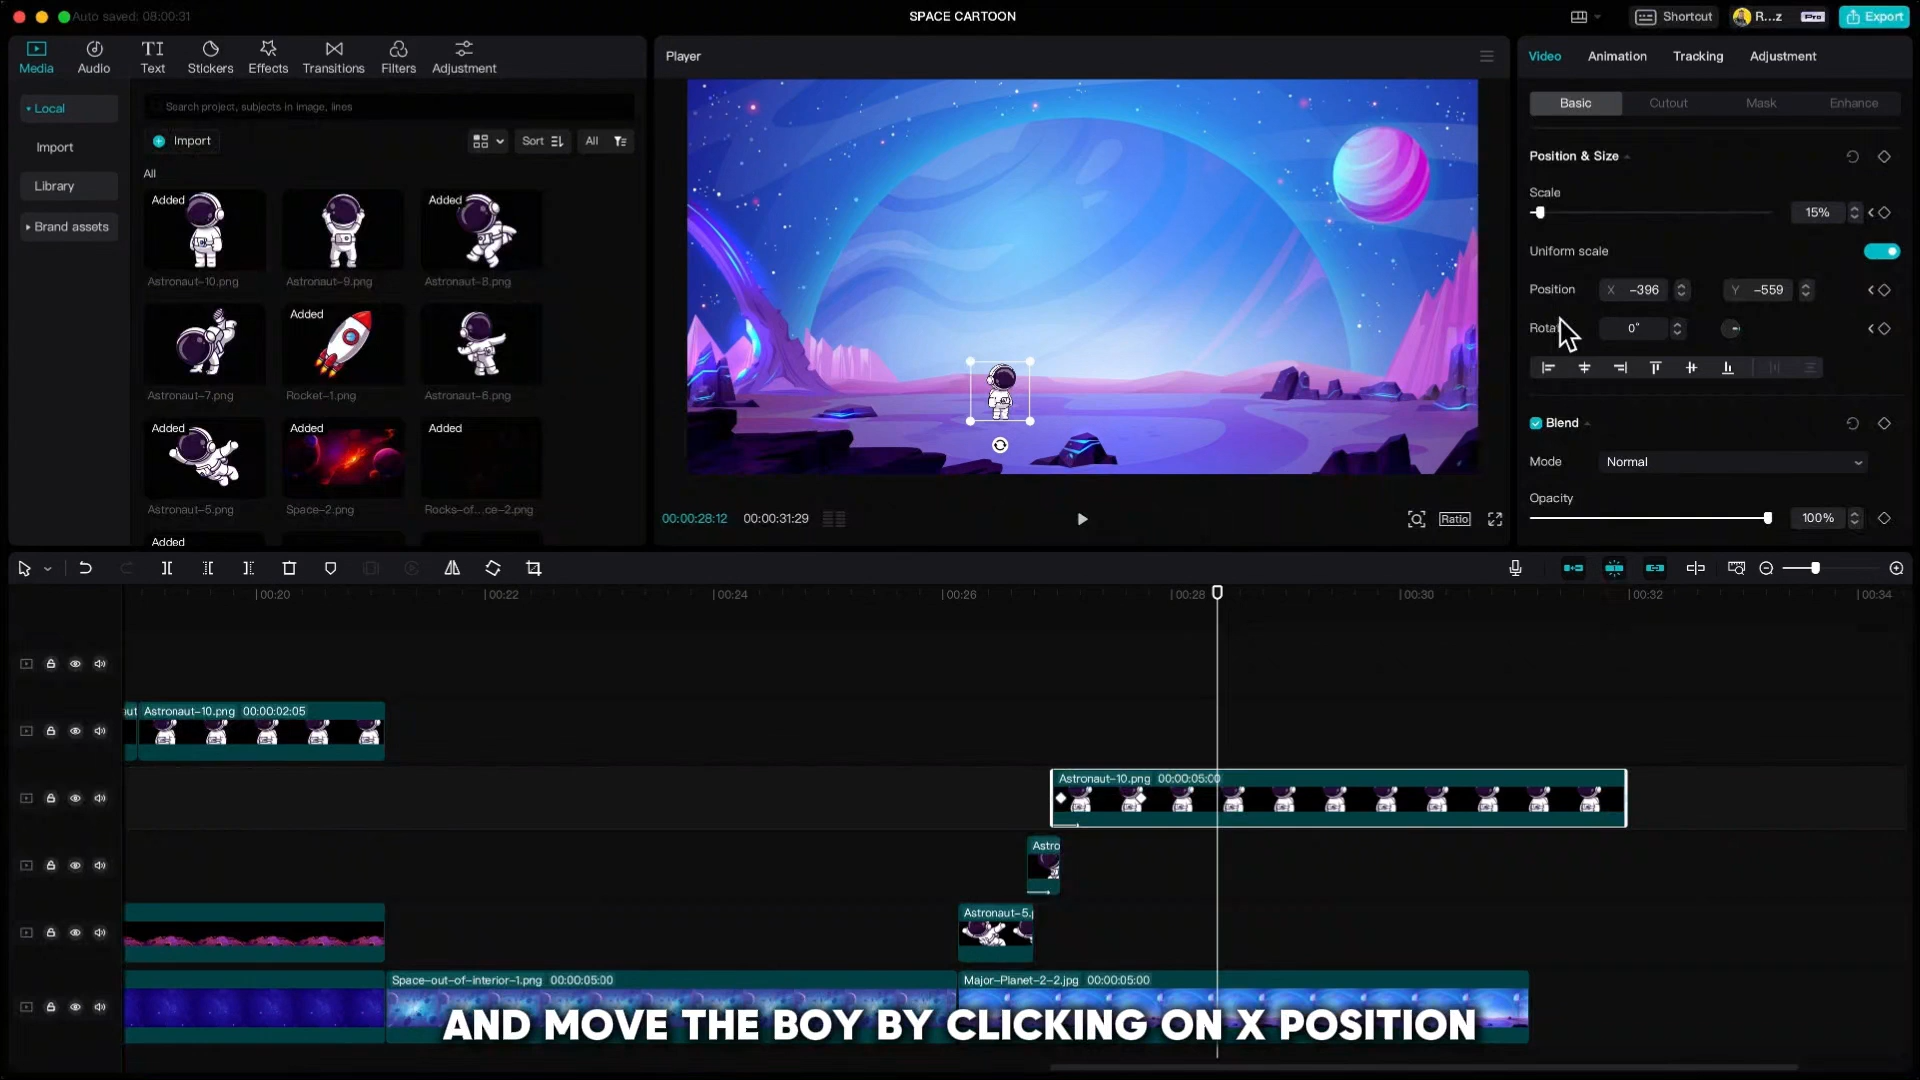 Auto saved: 08:00:31
SPACE CARTOON
Shortcut
R...z
Pro
Export
Media
Audio
TI
Text
Stickers
Effects
Transitions
Filters
Adjustment
Local
Import
Library
Brand assets
Search project, subjects in image, lines
Import
Sort
All
All
Added
Added
Astronaut-10.png
Astronaut-9.png
Astronaut-8.png
Added
Astronaut-7.png
Rocket-1.png
Astronaut-6.png
Added
Added
Added
Astronaut-5.png
Space-2.png
Rocks-of...ce-2.png
Added
Player
00:00:28:12
00:00:31:29
Ratio
Video
Animation
Tracking
Adjustment
Basic
Cutout
Mask
Enhance
Position & Size
Scale
15%
Uniform scale
Position
X -396
Y -559
Rotat
0°
Blend
Mode
Normal
Opacity
100%
00:20
00:22
00:24
00:26
00:28
00:30
00:32
00:34
aut
Astronaut-10.png 00:00:02:05
Astronaut-10.png 00:00:05:00
Astro
Astronaut-5.p
Space-out-of-interior-1.png 00:00:05:00
Major-Planet-2-2.jpg 00:00:05:00
AND MOVE THE BOY BY CLICKING ON X POSITION